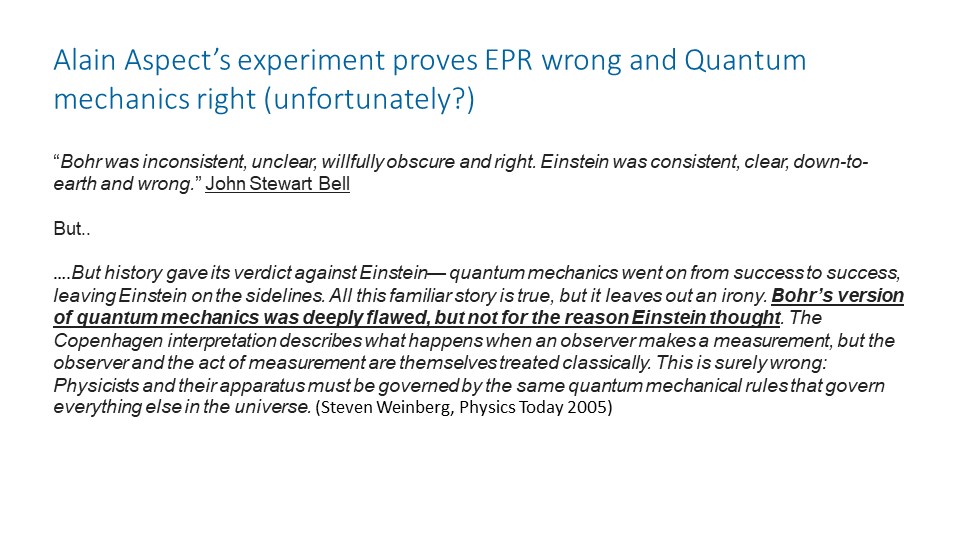 Alain Aspect’s experiment proves EPR wrong and Quantum
mechanics right (unfortunately?)
“Bohr was inconsistent, unclear, willfully obscure and right. Einstein was consistent, clear, down-to-
earth and wrong.” John Stewart Bell
But..
….But history gave its verdict against Einstein— quantum mechanics went on from success to success,
leaving Einstein on the sidelines. All this familiar story is true, but it leaves out an irony. Bohr’s version
of quantum mechanics was deeply flawed, but not for the reason Einstein thought. The
Copenhagen interpretation describes what happens when an observer makes a measurement, but the
observer and the act of measurement are themselves treated classically. This is surely wrong:
Physicists and their apparatus must be governed by the same quantum mechanical rules that govern
everything else in the universe. (Steven Weinberg, Physics Today 2005)